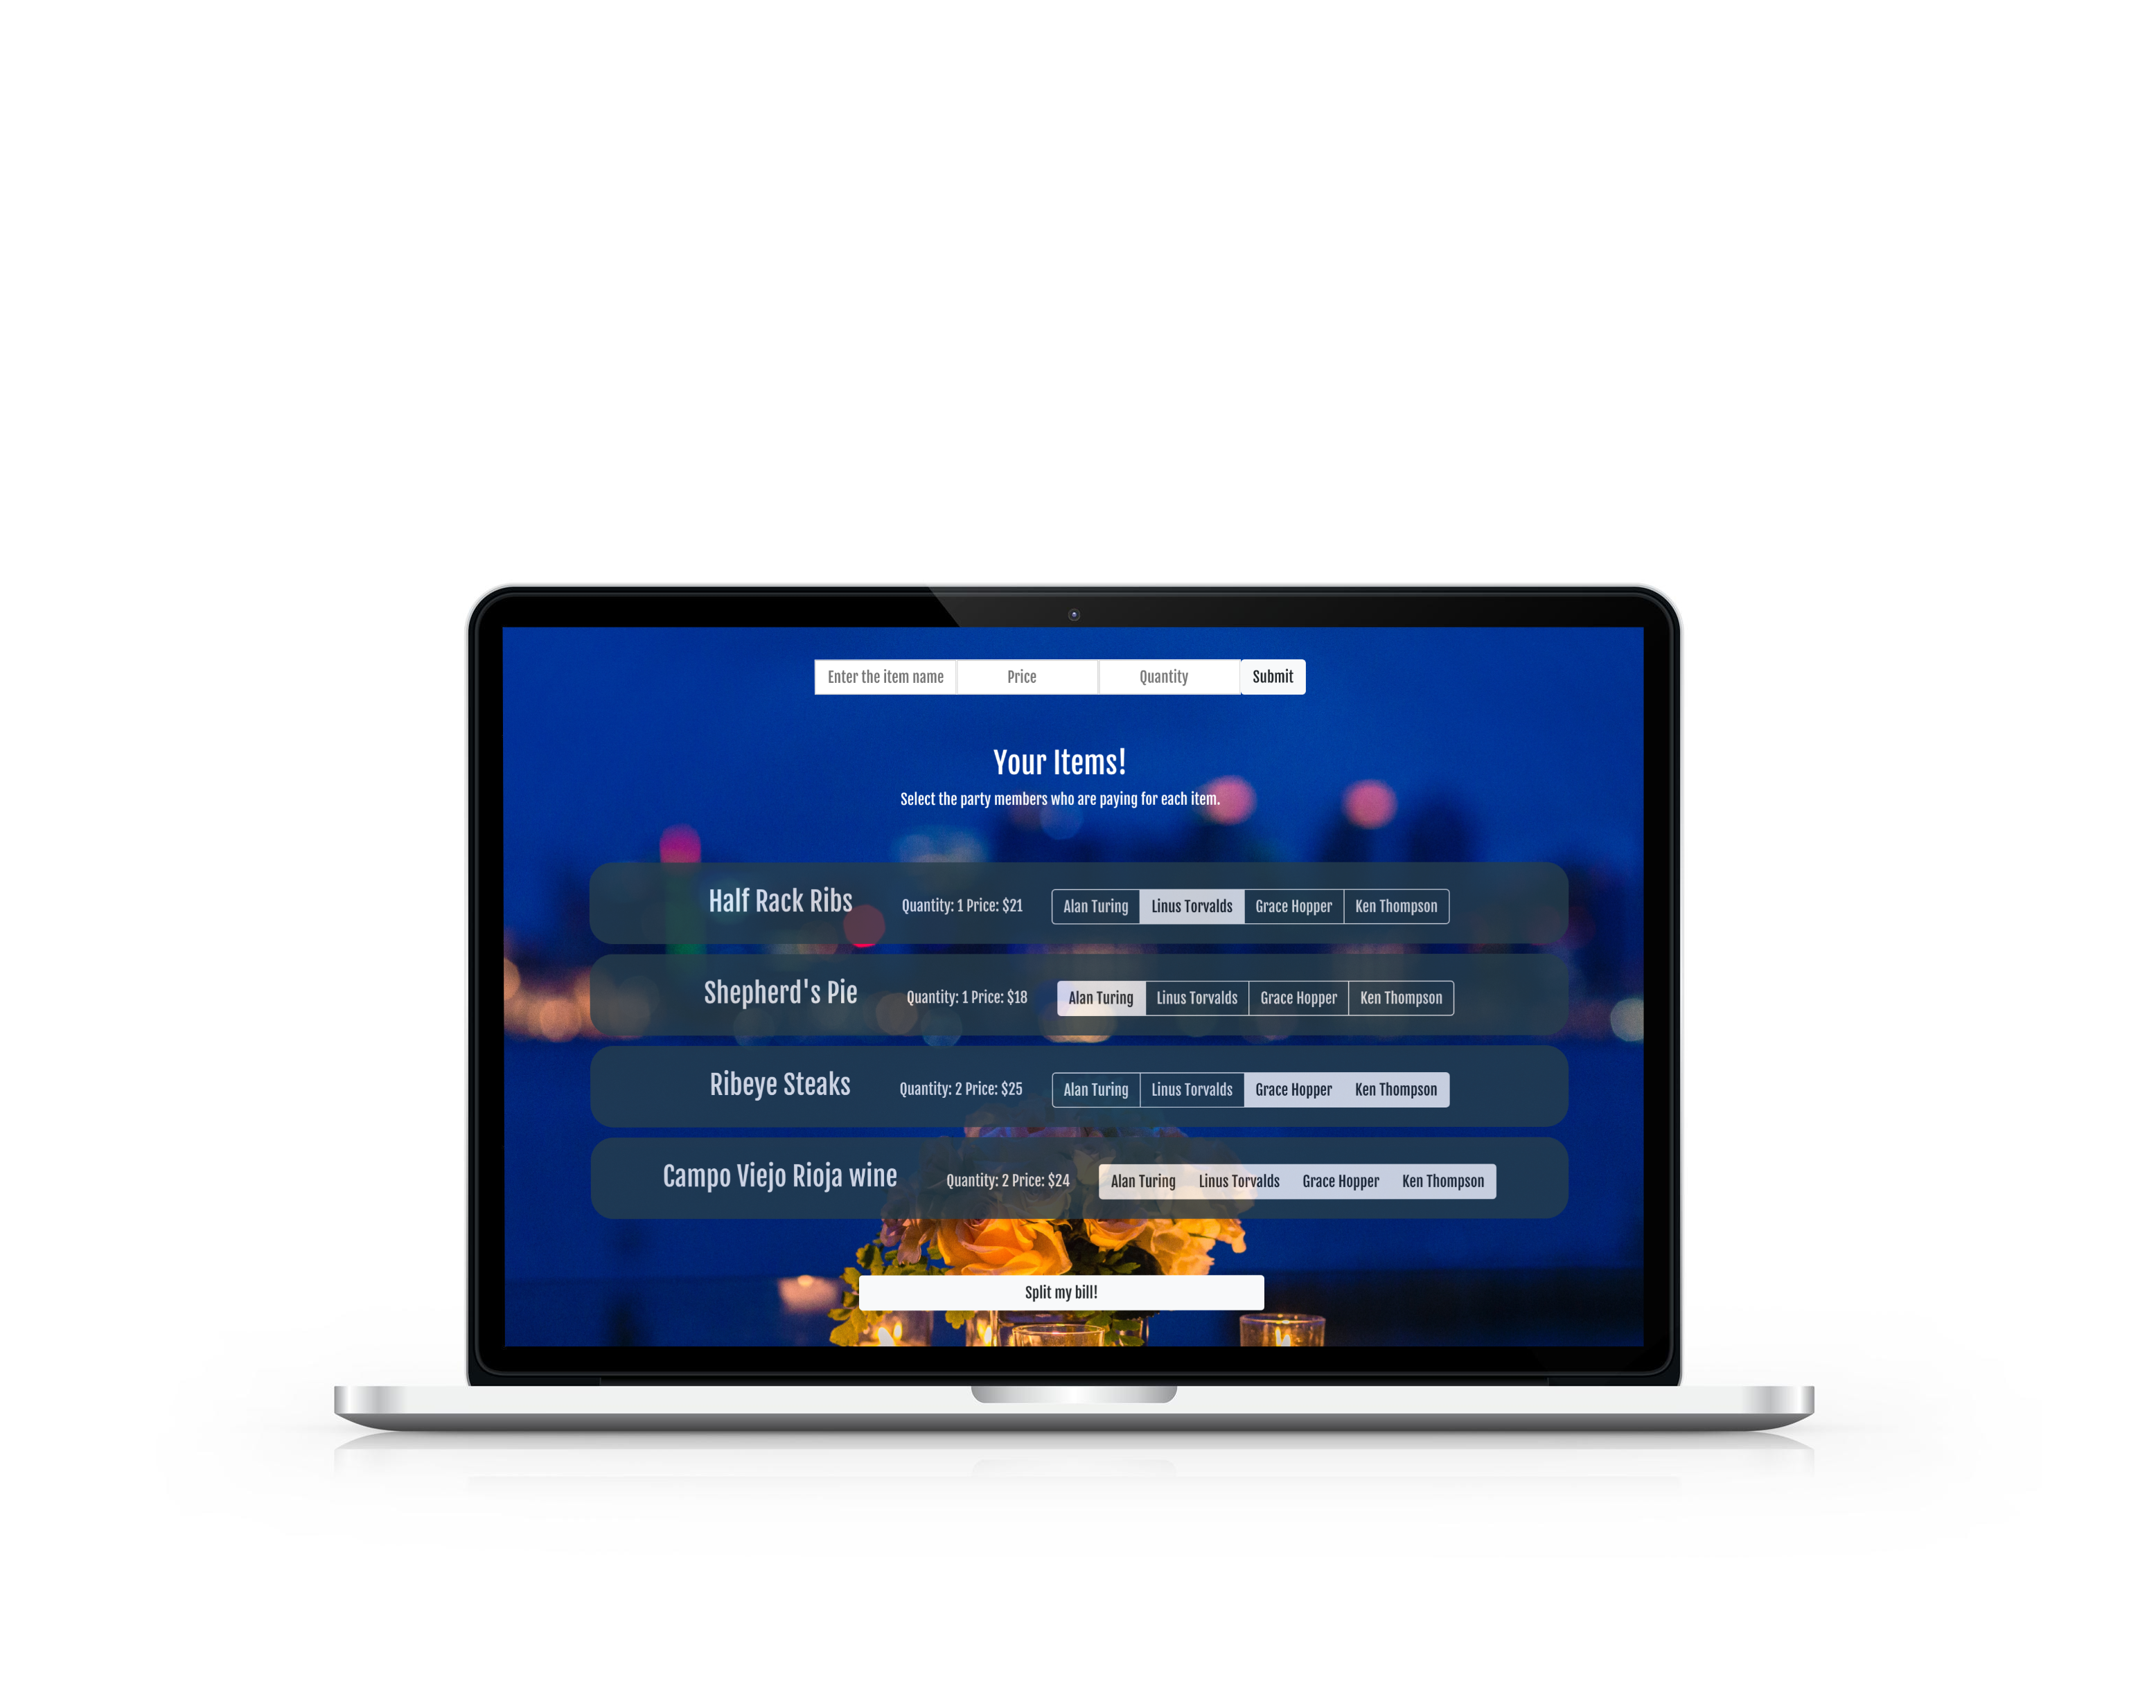 Enter the item name Price Quantity Submit
Your Items!
Select the party members who are paying for each item.
Half Rack Ribs Quantity: 1 Price: $21 Alan Turing Linus Torvalds Grace Hopper Ken Thompson
Shepherd's Pie Quantity: 1 Price: $18 Alan Turing Linus Torvalds Grace Hopper Ken Thompson
Ribeye Steaks Quantity: 2 Price: $25 Alan Turing Linus Torvalds Grace Hopper Ken Thompson
Campo Viejo Rioja wine Quantity: 2 Price: $24 Alan Turing Linus Torvalds Grace Hopper Ken Thompson
Split my bill!